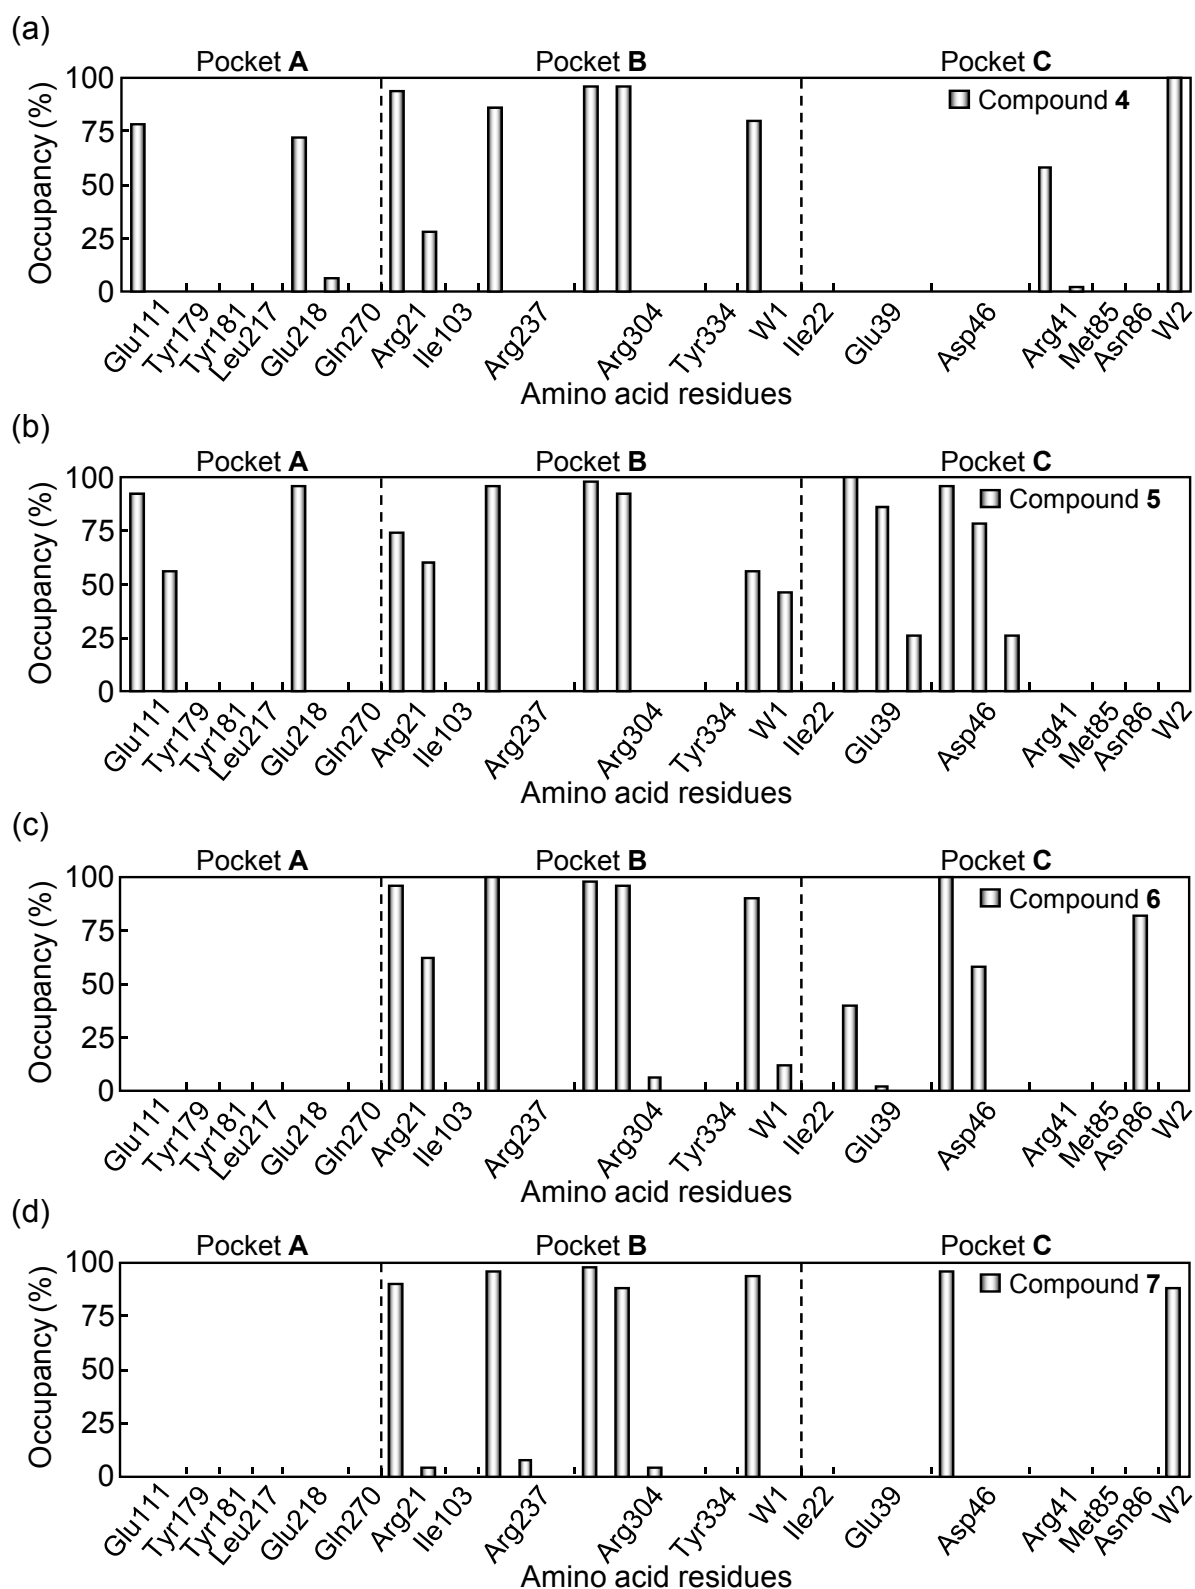 (a)
Pocket A Pocket B Pocket C
Compound 4
Occupancy (%)
100
75
50
25
0
Glu111 Tyr179 Tyr181 Leu217 Glu218 Gln270 Arg21 Ile103 Arg237 Arg304 Tyr334 W1 Ile22 Glu39 Asp46 Arg41 Met85 Asn86 W2
Amino acid residues
(b)
Pocket A Pocket B Pocket C
Compound 5
Occupancy (%)
100
75
50
25
0
Glu111 Tyr179 Tyr181 Leu217 Glu218 Gln270 Arg21 Ile103 Arg237 Arg304 Tyr334 W1 Ile22 Glu39 Asp46 Arg41 Met85 Asn86 W2
Amino acid residues
(c)
Pocket A Pocket B Pocket C
Compound 6
Occupancy (%)
100
75
50
25
0
Glu111 Tyr179 Tyr181 Leu217 Glu218 Gln270 Arg21 Ile103 Arg237 Arg304 Tyr334 W1 Ile22 Glu39 Asp46 Arg41 Met85 Asn86 W2
Amino acid residues
(d)
Pocket A Pocket B Pocket C
Compound 7
Occupancy (%)
100
75
50
25
0
Glu111 Tyr179 Tyr181 Leu217 Glu218 Gln270 Arg21 Ile103 Arg237 Arg304 Tyr334 W1 Ile22 Glu39 Asp46 Arg41 Met85 Asn86 W2
Amino acid residues